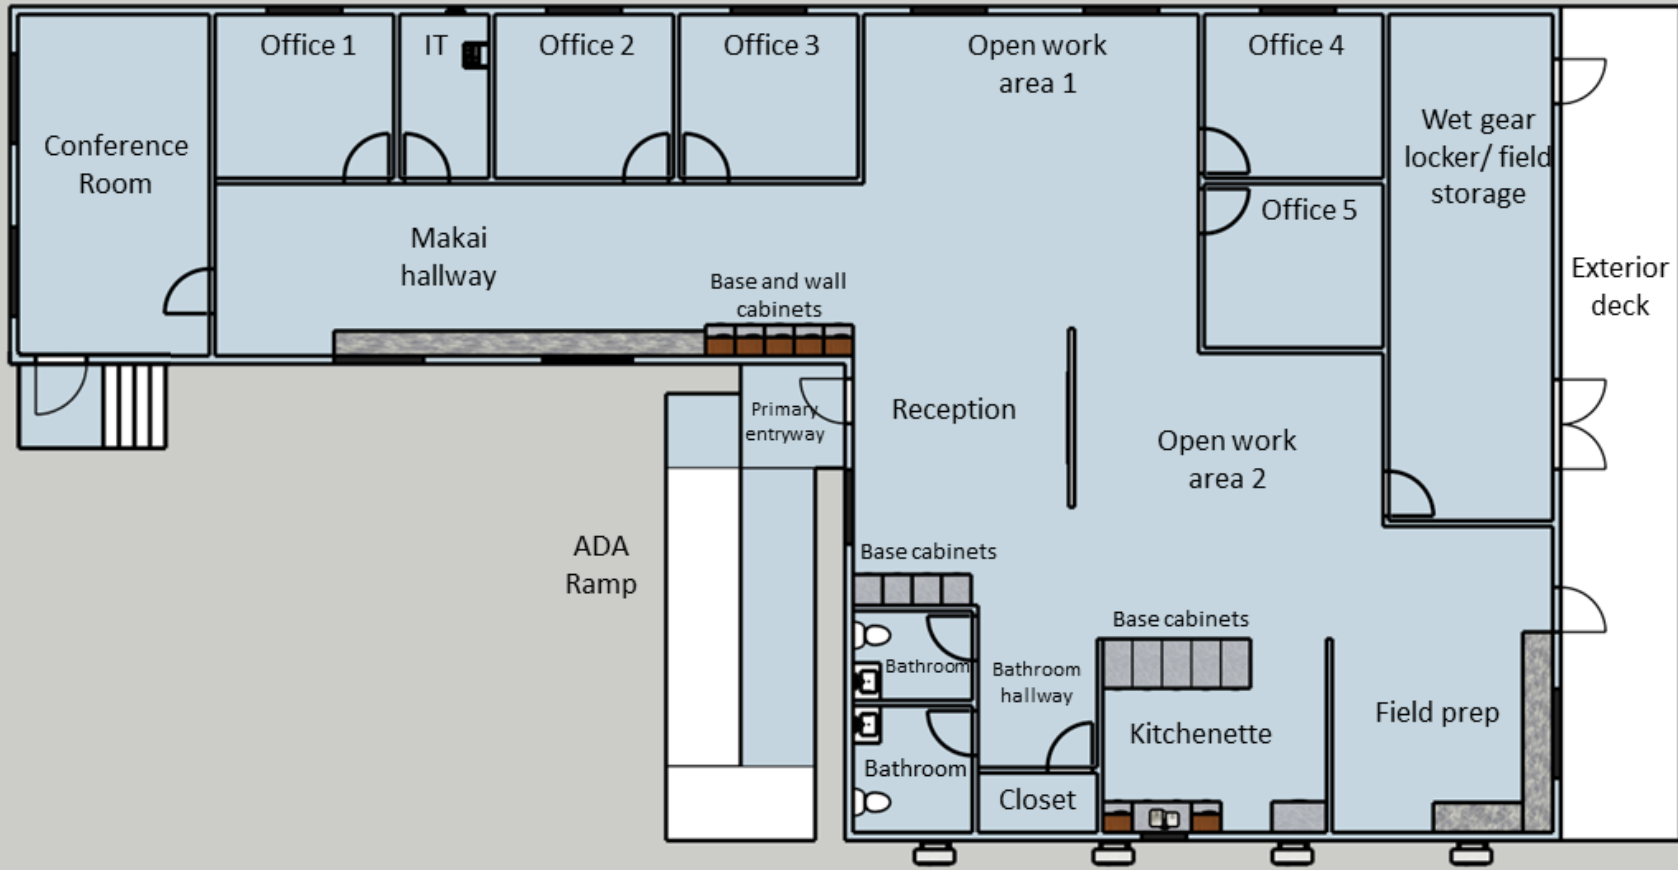 Office 1
IT
Office 2
Office 3
Open work
area 1
Office 4
Conference
Room
Wet gear
locker/ field
storage
Office 5
Makai
hallway
Exterior
deck
Base and wall
cabinets
Primary
entryway
Reception
Open work
area 2
ADA
Ramp
Base cabinets
Base cabinets
Bathroom
Bathroom
hallway
Field prep
Kitchenette
Bathroom
Closet